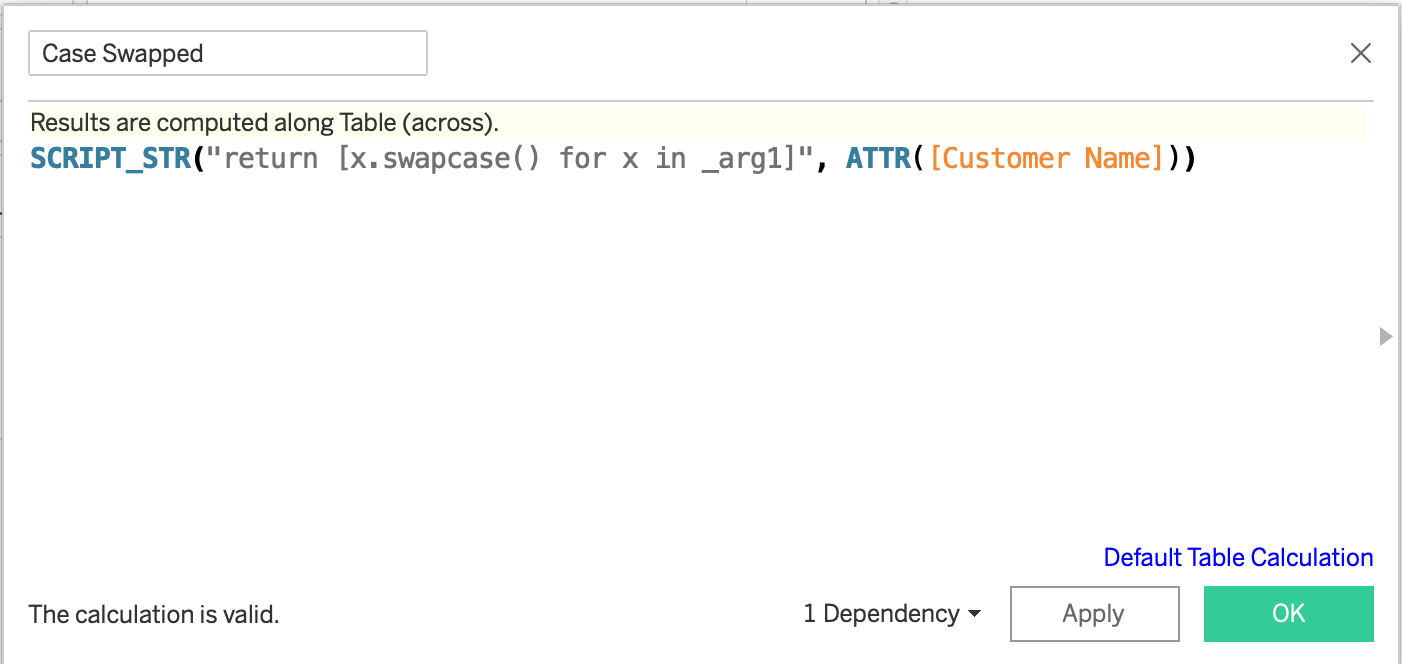 Case Swapped
Results are computed along Table (across).
SCRIPT_STR("return [x.swapcase() for x in _arg1]", ATTR([Customer Name]))
Default Table Calculation
The calculation is valid.
1 Dependency
Apply
OK